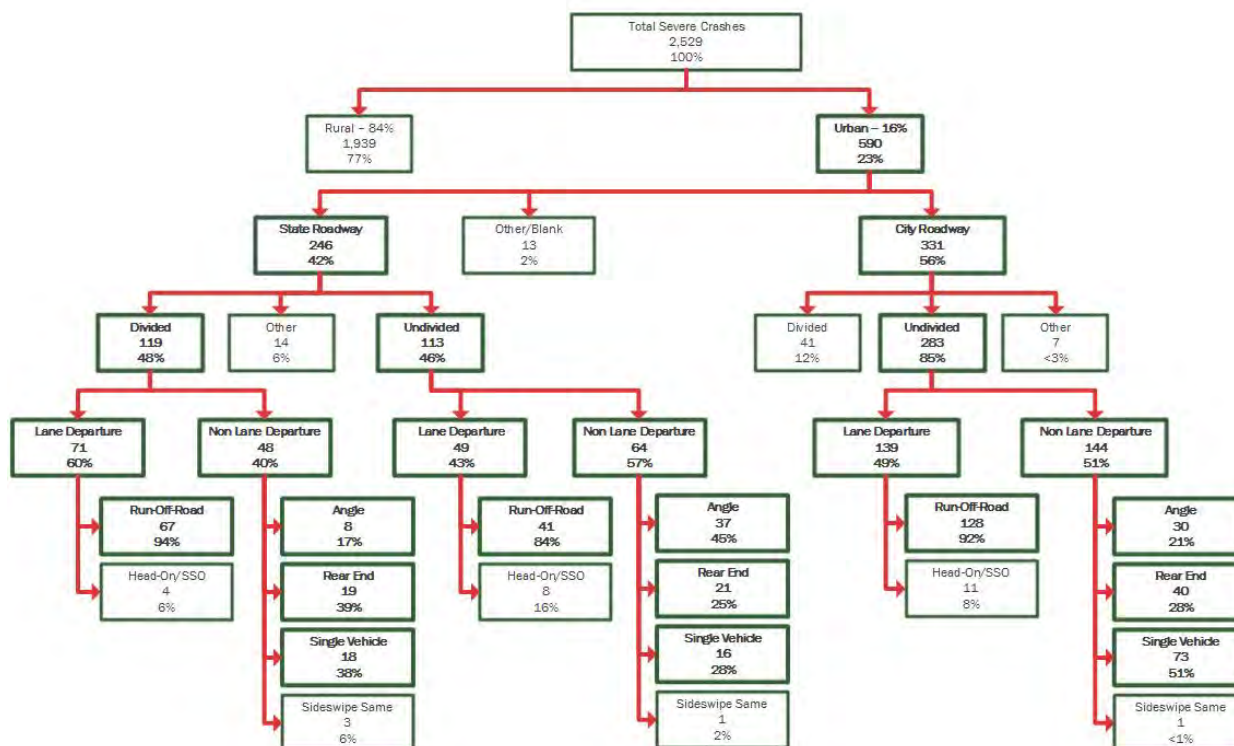 Total Severe Crashes
2,529
100%
Rural – 84%
1,939
77%
Urban – 16%
590
23%
State Roadway
246
42%
Other/Blank
13
2%
City Roadway
331
56%
Divided
119
48%
Other
14
6%
Undivided
113
46%
Divided
41
12%
Undivided
283
85%
Other
7
<3%
Lane Departure
71
60%
Non Lane Departure
48
40%
Lane Departure
49
43%
Non Lane Departure
64
57%
Lane Departure
139
49%
Non Lane Departure
144
51%
Run-Off-Road
67
94%
Head-On/SSO
4
6%
Angle
8
17%
Rear End
19
39%
Single Vehicle
18
38%
Sideswipe Same
3
6%
Run-Off-Road
41
84%
Head-On/SSO
8
16%
Angle
37
45%
Rear End
21
25%
Single Vehicle
16
28%
Sideswipe Same
1
2%
Run-Off-Road
128
92%
Head-On/SSO
11
8%
Angle
30
21%
Rear End
40
28%
Single Vehicle
73
51%
Sideswipe Same
1
<1%